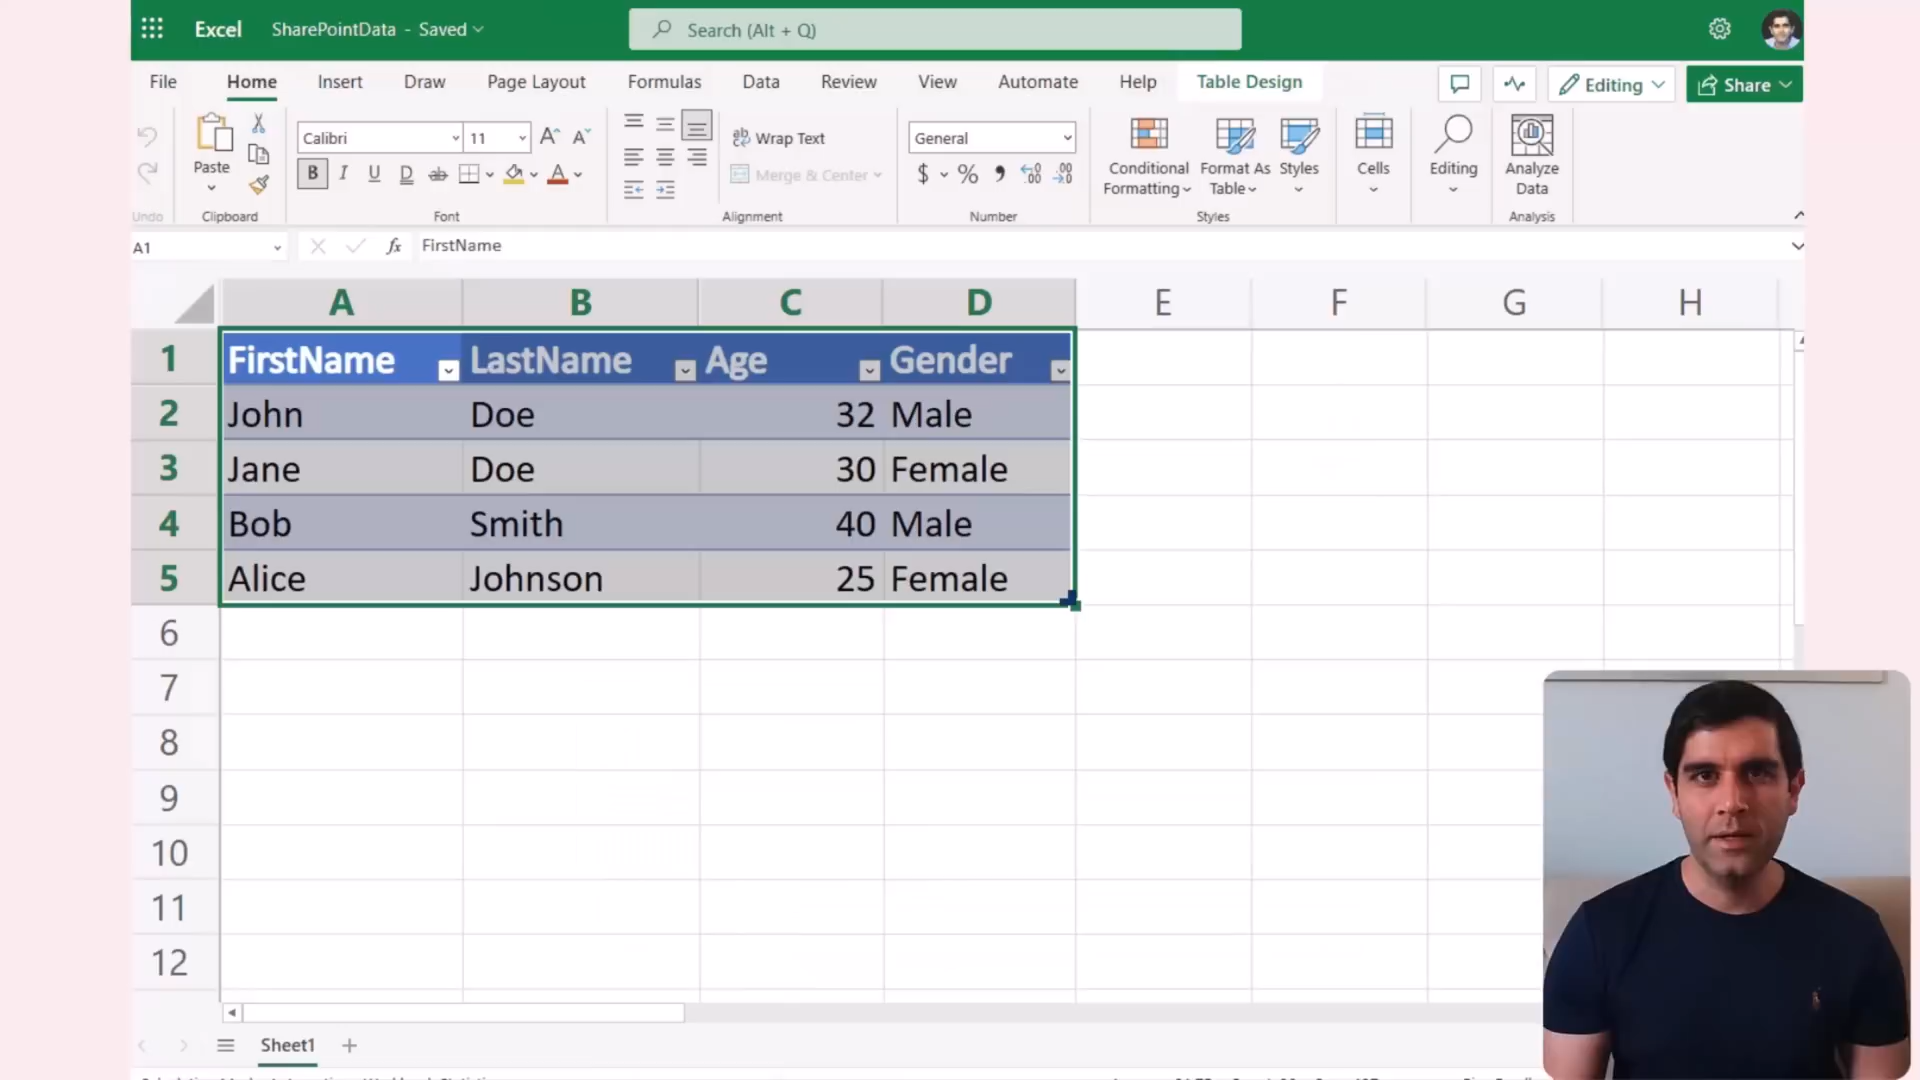 Excel SharePointData - Saved Search (Alt + Q)
File Home Insert Draw Page Layout Formulas Data Review View Automate Help Table Design Editing Share
Paste Calibri 11 Wrap Text General Conditional Formatting Format As Table Styles Cells Editing Analyze Data
B I U D ab Merge & Center $ % 9
Undo Clipboard Font Alignment Number Styles Analysis
A1 fx FirstName
A B C D E F G H
1 FirstName LastName Age Gender
2 John Doe 32 Male
3 Jane Doe 30 Female
4 Bob Smith 40 Male
5 Alice Johnson 25 Female
6
7
8
9
10
11
12
Sheet1 +